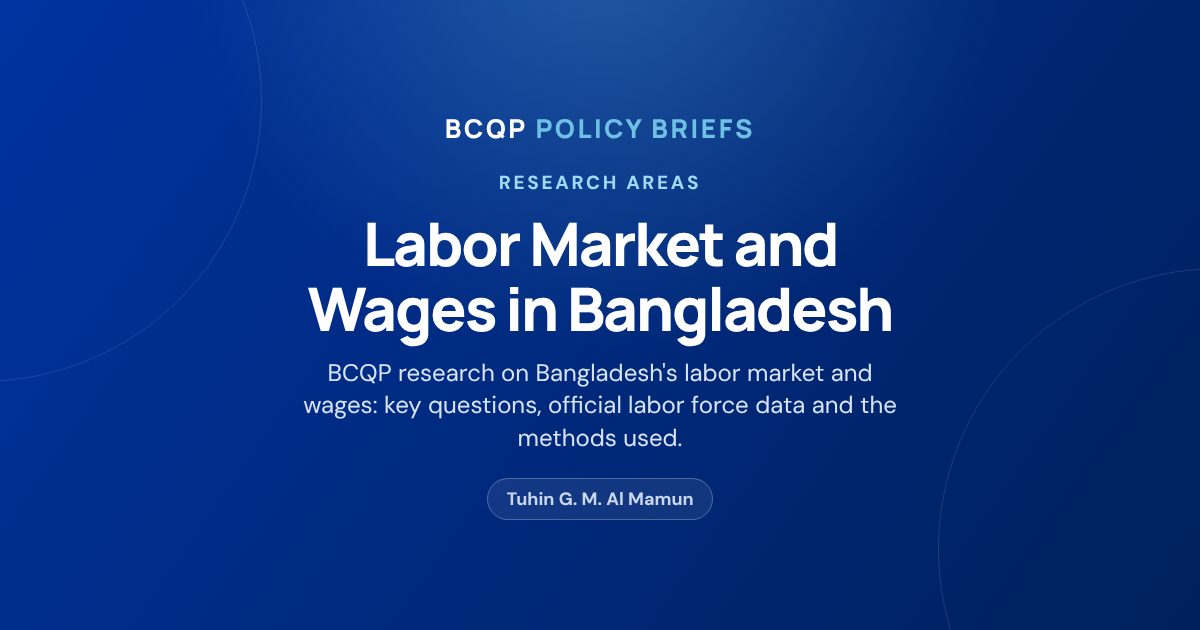 BCQP POLICY BRIEFS
RESEARCH AREAS
Labor Market and
Wages in Bangladesh
BCQP research on Bangladesh's labor market and
wages: key questions, official labor force data and the
methods used.
Tuhin G. M. Al Mamun